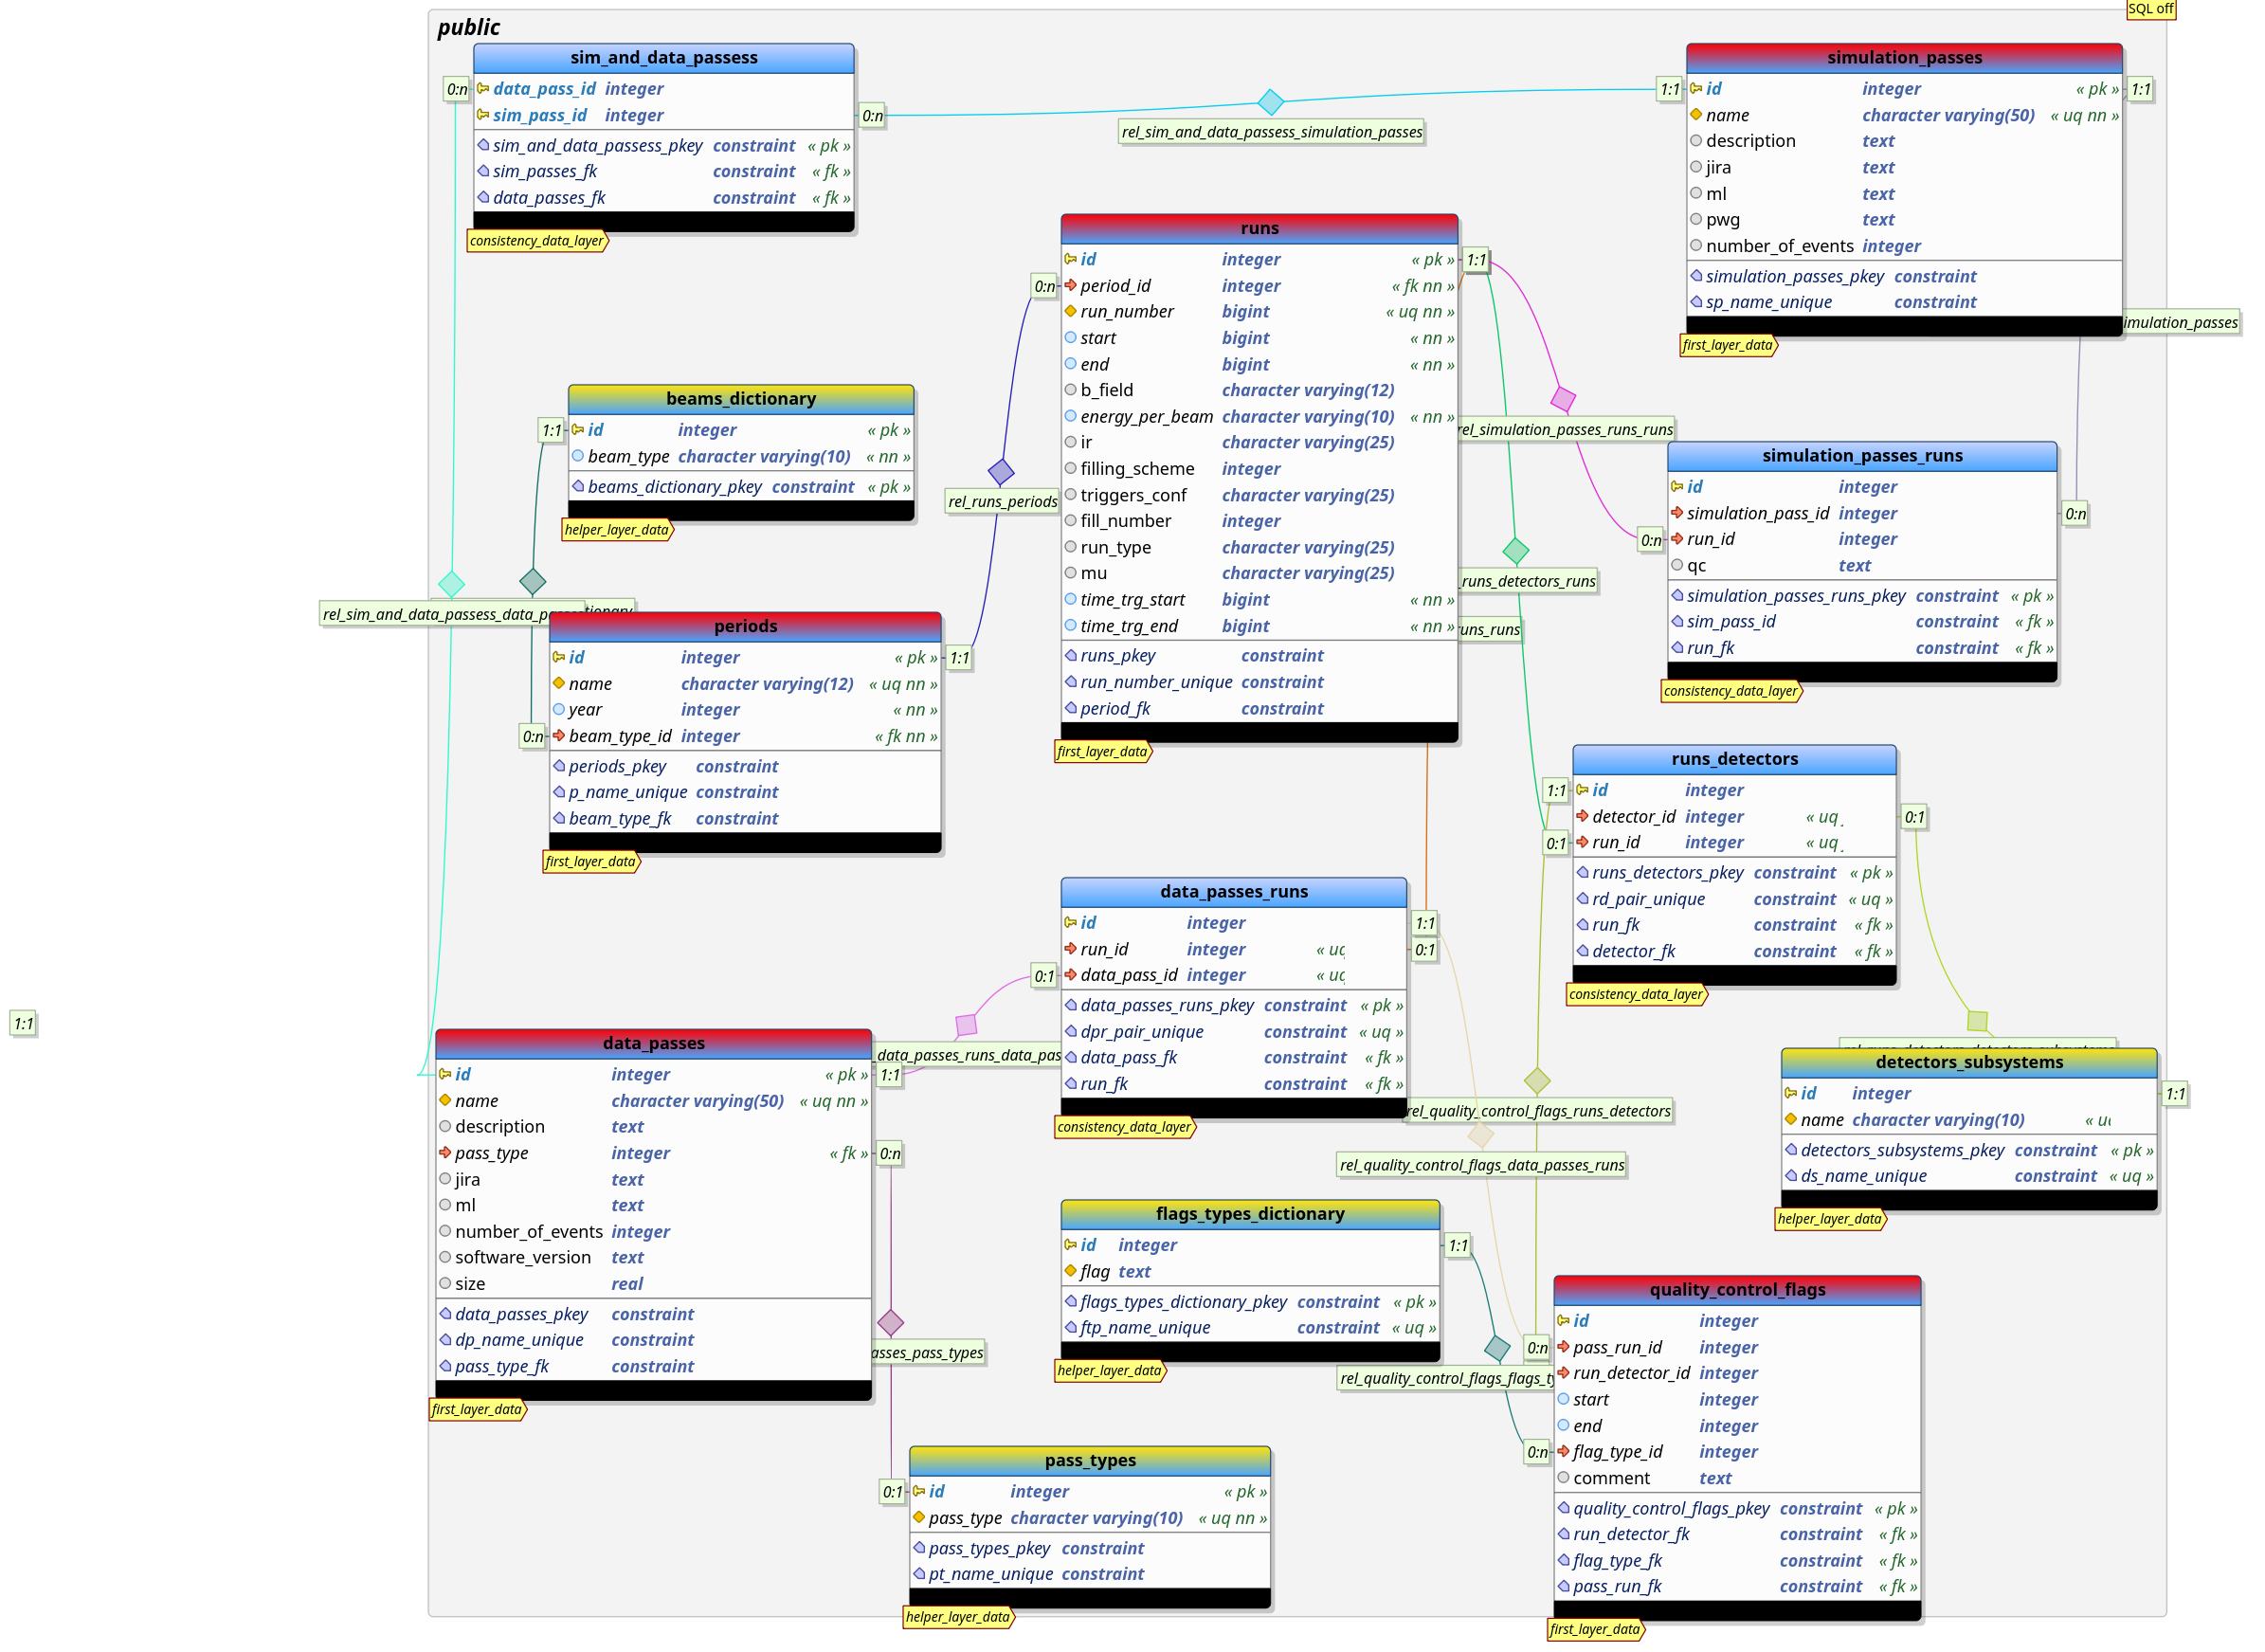 SQL off
public
sim_and_data_passess
data_pass_id integer
sim_pass_id integer
sim_and_data_passess_pkey constraint « pk »
sim_passes_fk constraint « fk »
data_passes_fk constraint « fk »
consistency_data_layer
0:n
0:n
rel_sim_and_data_passess_simulation_passes
1:1
simulation_passes
id integer « pk »
name character varying(50) « uq nn »
description text
jira text
ml text
pwg text
number_of_events integer
simulation_passes_pkey constraint
sp_name_unique constraint
first_layer_data
1:1
imulation_passes
runs
id integer « pk »
period_id integer « fk nn »
run_number bigint « uq nn »
start bigint « nn »
end bigint « nn »
b_field character varying(12)
energy_per_beam character varying(10) « nn »
ir character varying(25)
filling_scheme integer
triggers_conf character varying(25)
fill_number integer
run_type character varying(25)
mu character varying(25)
time_trg_start bigint « nn »
time_trg_end bigint « nn »
runs_pkey constraint
run_number_unique constraint
period_fk constraint
first_layer_data
0:n
1:1
rel_simulation_passes_runs_runs
_runs_detectors_runs
runs_runs
beams_dictionary
id integer « pk »
beam_type character varying(10) « nn »
beams_dictionary_pkey constraint « pk »
helper_layer_data
1:1
rel_runs_periods
simulation_passes_runs
id integer
simulation_pass_id integer
run_id integer
qc text
simulation_passes_runs_pkey constraint « pk »
sim_pass_id constraint « fk »
run_fk constraint « fk »
consistency_data_layer
0:n
0:n
rel_sim_and_data_passess_data_passes
tionary
periods
id integer « pk »
name character varying(12) « uq nn »
year integer « nn »
beam_type_id integer « fk nn »
periods_pkey constraint
p_name_unique constraint
beam_type_fk constraint
first_layer_data
1:1
0:n
runs_detectors
id integer
detector_id integer « uq
run_id integer « uq
runs_detectors_pkey constraint « pk »
rd_pair_unique constraint « uq »
run_fk constraint « fk »
detector_fk constraint « fk »
consistency_data_layer
1:1
0:1
0:1
data_passes_runs
id integer
run_id integer « uq
data_pass_id integer « uq
data_passes_runs_pkey constraint « pk »
dpr_pair_unique constraint « uq »
data_pass_fk constraint « fk »
run_fk constraint « fk »
consistency_data_layer
1:1
0:1
0:1
1:1
data_passes
id integer « pk »
name character varying(50) « uq nn »
description text
pass_type integer « fk »
jira text
ml text
number_of_events integer
software_version text
size real
data_passes_pkey constraint
dp_name_unique constraint
pass_type_fk constraint
first_layer_data
1:1
0:n
_data_passes_runs_data_pas
rel_quality_control_flags_runs_detectors
rel_quality_control_flags_data_passes_runs
rel_runs_detectors_detectors_subsystems
detectors_subsystems
id integer
name character varying(10) « u
detectors_subsystems_pkey constraint « pk »
ds_name_unique constraint « uq »
helper_layer_data
1:1
flags_types_dictionary
id integer
flag text
flags_types_dictionary_pkey constraint « pk »
ftp_name_unique constraint « uq »
helper_layer_data
1:1
rel_quality_control_flags_flags_ty
asses_pass_types
quality_control_flags
id integer
pass_run_id integer
run_detector_id integer
start integer
end integer
flag_type_id integer
comment text
quality_control_flags_pkey constraint « pk »
run_detector_fk constraint « fk »
flag_type_fk constraint « fk »
pass_run_fk constraint « fk »
first_layer_data
0:n
0:n
pass_types
id integer « pk »
pass_type character varying(10) « uq nn »
pass_types_pkey constraint
pt_name_unique constraint
helper_layer_data
0:1